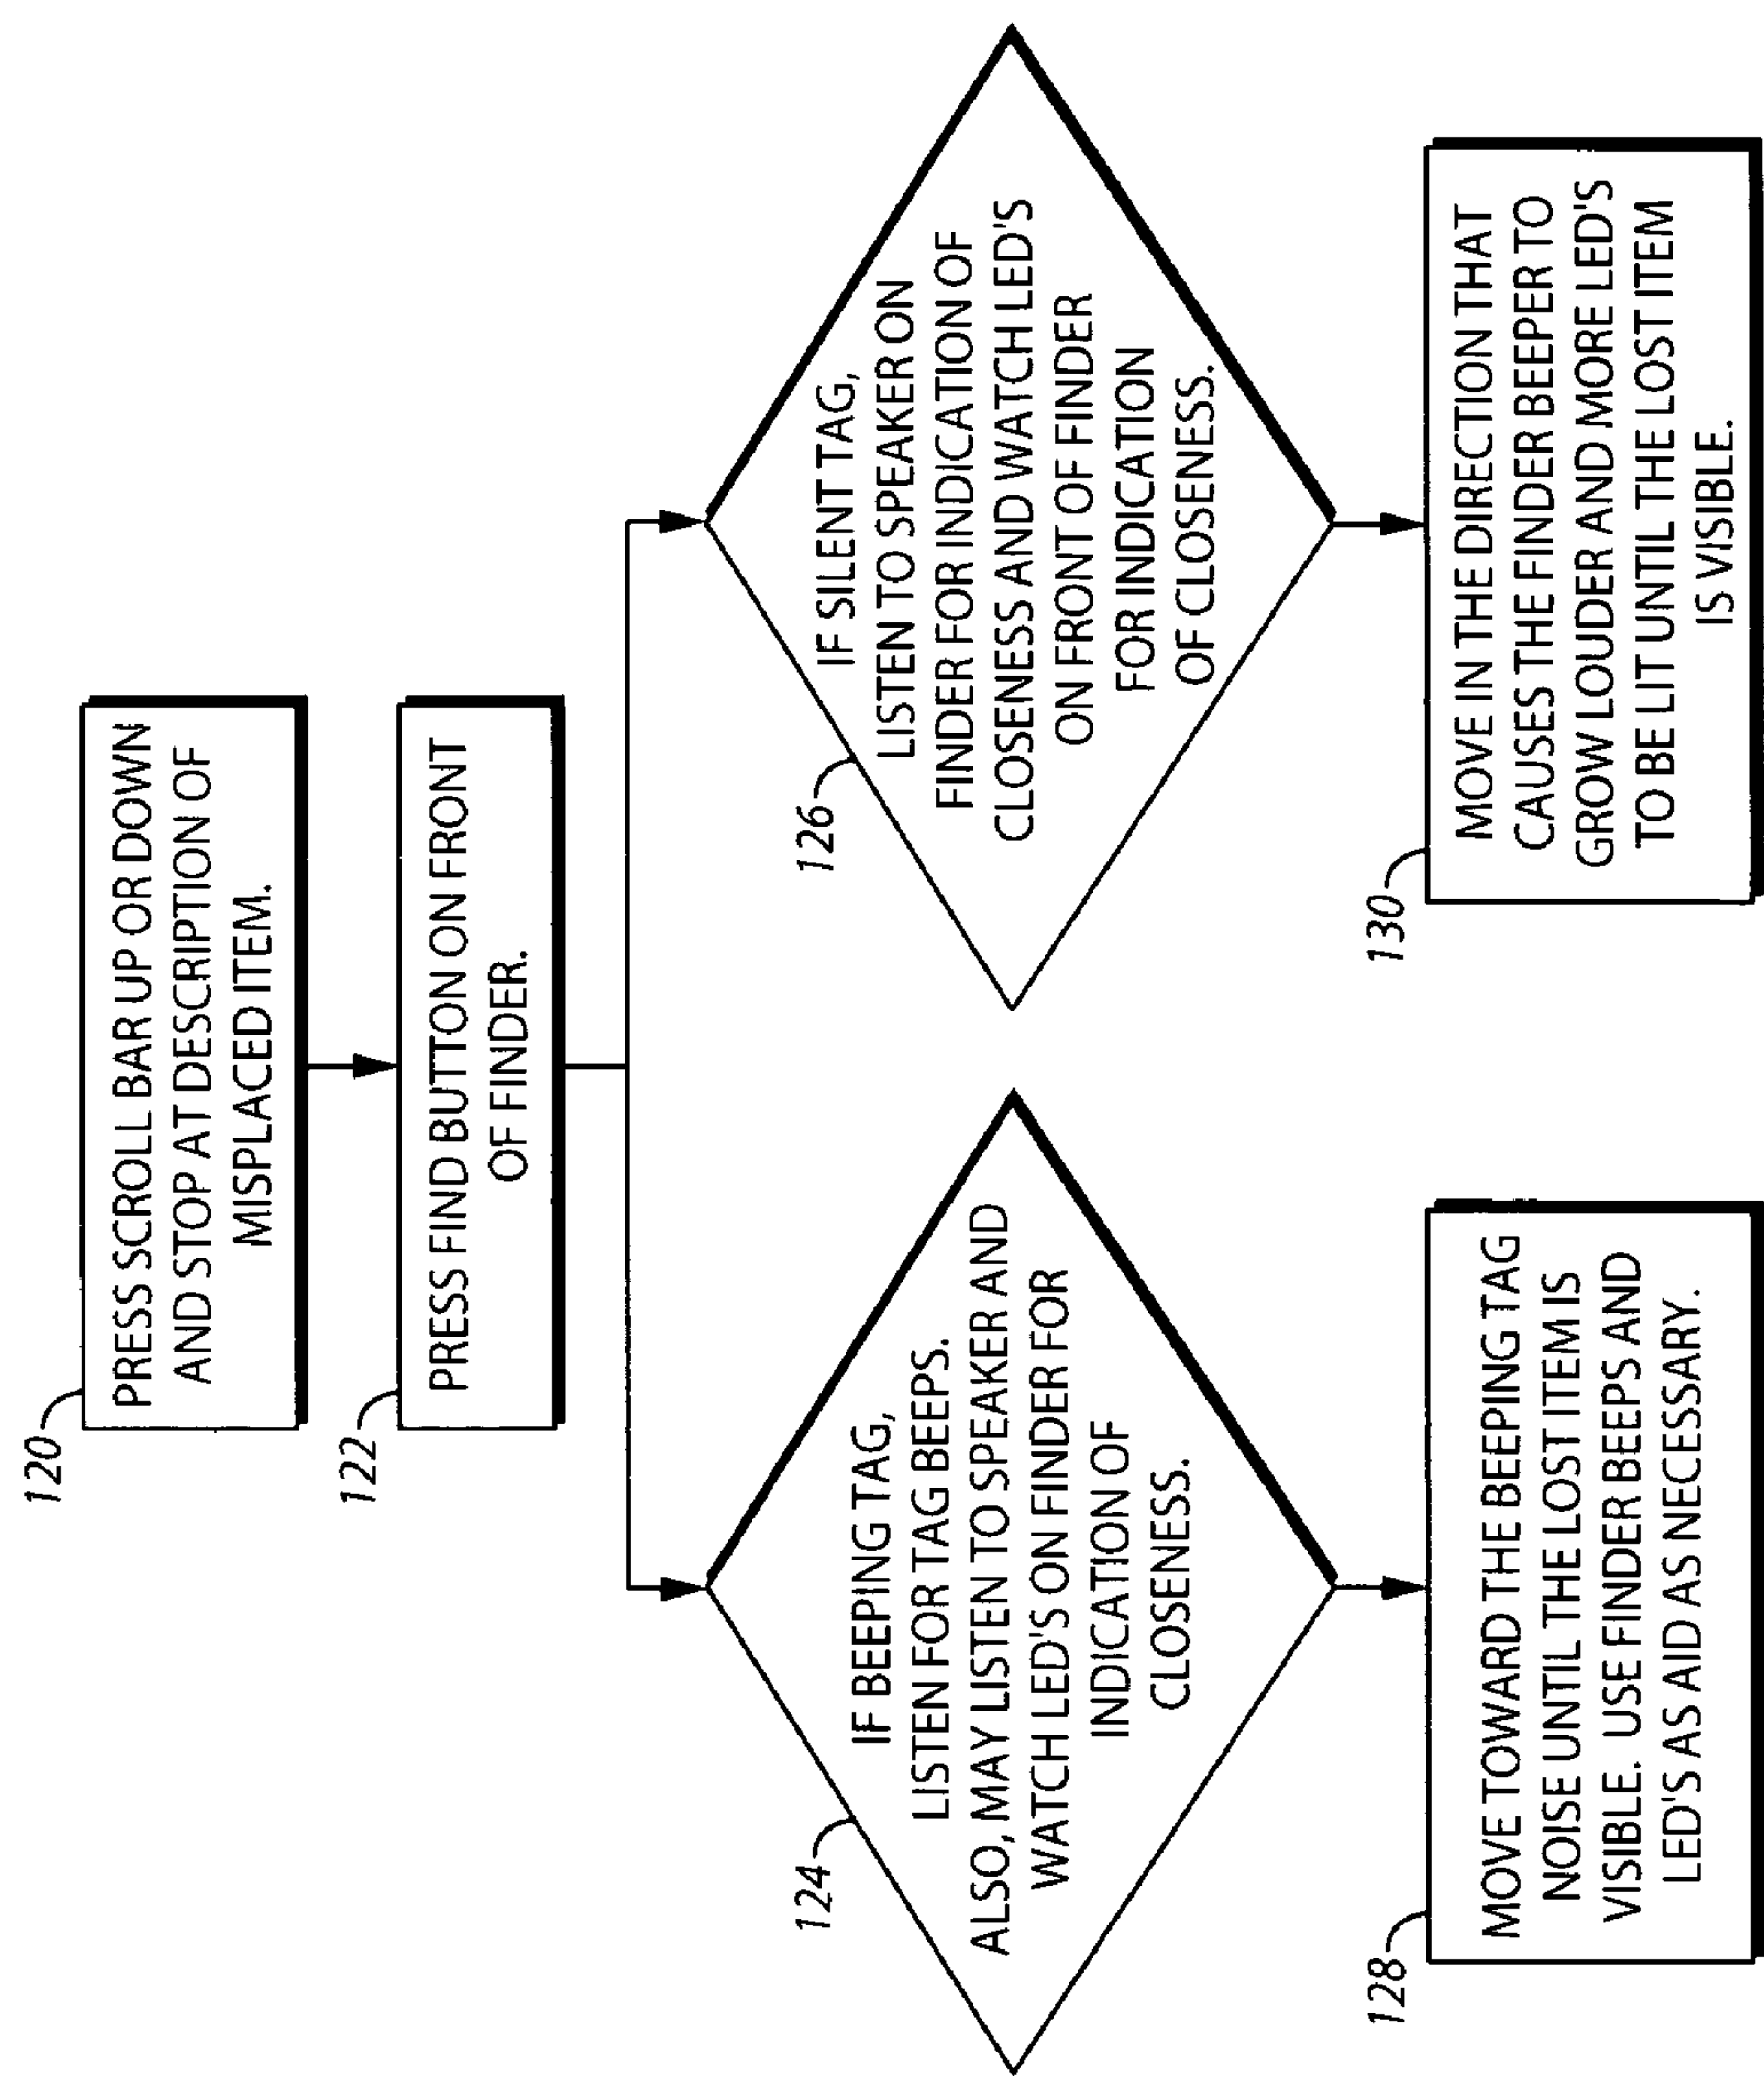 120
PRESS SCROLL BAR UP OR DOWN
AND STOP AT DESCRIPTION OF
MISPLACED ITEM.
122
PRESS FIND BUTTON ON FRONT
OF FINDER.
124
IF BEEPING TAG,
LISTEN FOR TAG BEEPS.
ALSO, MAY LISTEN TO SPEAKER AND
WATCH LED'S ON FINDER FOR
INDICATION OF
CLOSENESS.
126
IF SILENT TAG,
LISTEN TO SPEAKER ON
FINDER FOR INDICATION OF
CLOSENESS AND WATCH LED'S
ON FRONT OF FINDER
FOR INDICATION
OF CLOSENESS.
128
MOVE TOWARD THE BEEPING TAG
NOISE UNTIL THE LOST ITEM IS
VISIBLE. USE FINDER BEEPS AND
LED'S AS AID AS NECESSARY.
130
MOVE IN THE DIRECTION THAT
CAUSES THE FINDER BEEPER TO
GROW LOUDER AND MORE LED'S
TO BE LIT UNTIL THE LOST ITEM
IS VISIBLE.